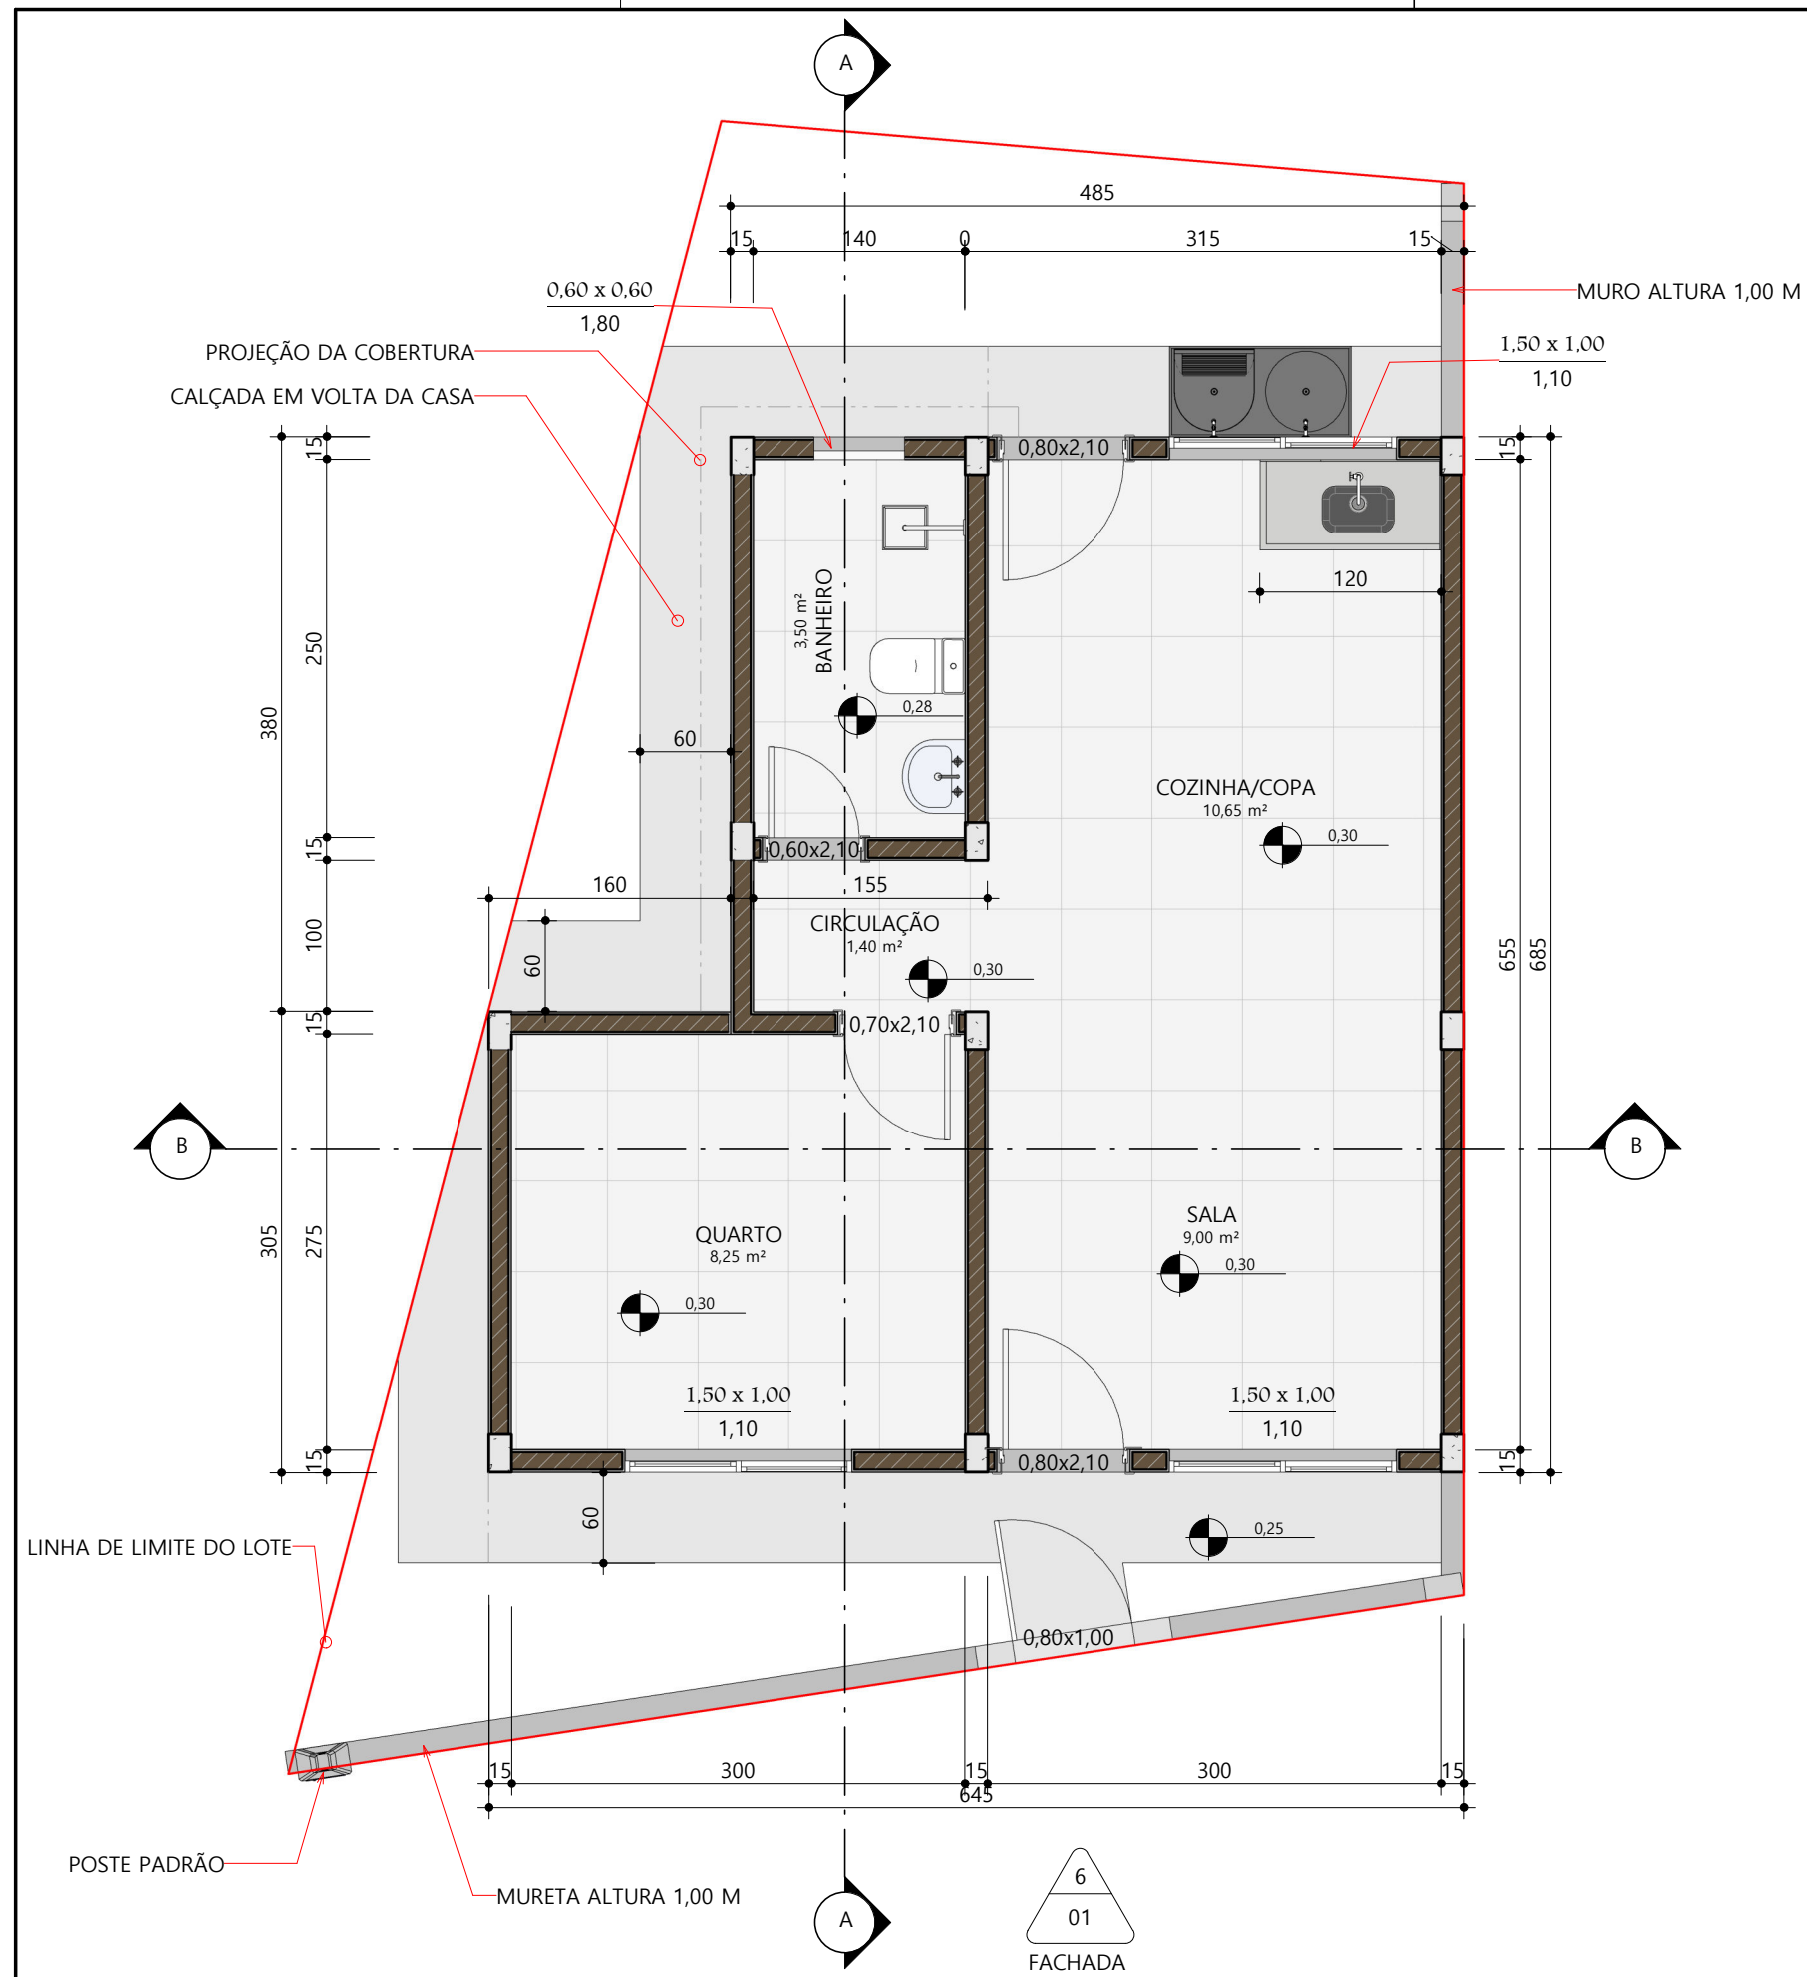 A
485
15
140
0
315
15
0,60 x 0,60
1,80
MURO ALTURA 1,00 M
PROJEÇÃO DA COBERTURA
1,50 x 1,00
1,10
CALÇADA EM VOLTA DA CASA
15
0,80x2,10
15
120
3,50 m²
BANHEIRO
250
0,28
380
60
COZINHA/COPA
10,65 m²
0,30
15
0,60x2,10
160
155
CIRCULAÇÃO
1,40 m²
100
60
0,30
655
685
15
0,70x2,10
B
B
QUARTO
8,25 m²
SALA
9,00 m²
305
275
0,30
0,30
1,50 x 1,00
1,10
1,50 x 1,00
1,10
15
0,80x2,10
15
60
0,25
LINHA DE LIMITE DO LOTE
0,80x1,00
15
300
15
300
15
645
POSTE PADRÃO
MURETA ALTURA 1,00 M
6
A
01
FACHADA